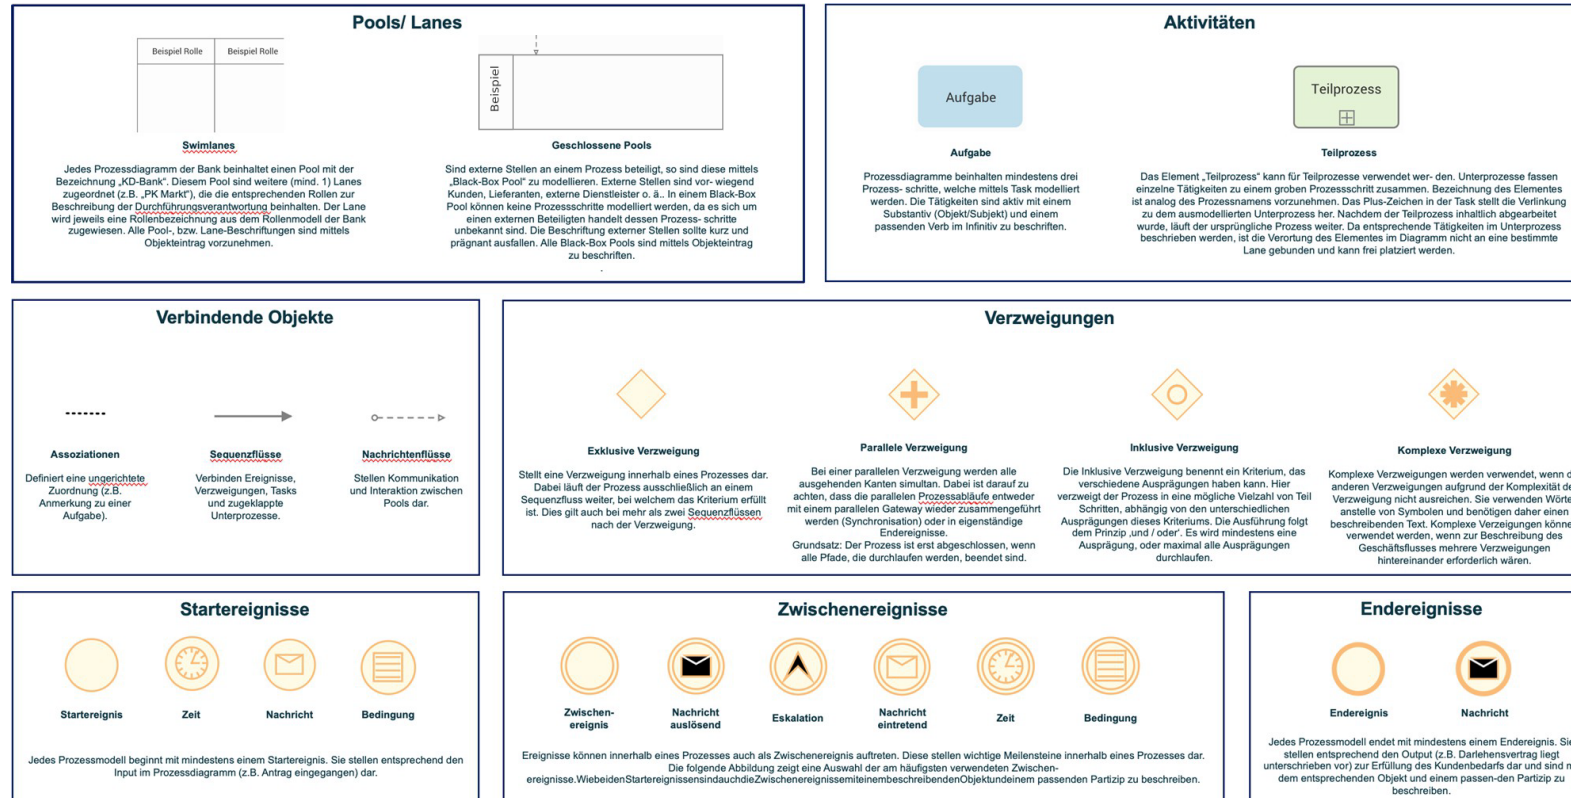 Pools/ Lanes
Beispiel Rolle
Beispiel Rolle
Swimlanes
Jedes Prozessdiagramm der Bank beinhaltet einen Pool mit der
Bezeichnung „KD-Bank“. Diesem Pool sind weitere (mind. 1) Lanes
zugeordnet (z.B. „PK Markt“), die die entsprechenden Rollen zur
Beschreibung der Durchführungsverantwortung beinhalten. Der Lane
wird jeweils eine Rollenbezeichnung aus dem Rollenmodell der Bank
zugewiesen. Alle Pool-, bzw. Lane-Beschriftungen sind mittels
Objekteintrag vorzunehmen.
Beispiel
Geschlossene Pools
Sind externe Stellen an einem Prozess beteiligt, so sind diese mittels
„Black-Box Pool“ zu modellieren. Externe Stellen sind vor- wiegend
Kunden, Lieferanten, externe Dienstleister o. ä.. In einem Black-Box
Pool können keine Prozessschritte modelliert werden, da es sich um
einen externen Beteiligten handelt dessen Prozess- schritte
unbekannt sind. Die Beschriftung externer Stellen sollte kurz und
prägnant ausfallen. Alle Black-Box Pools sind mittels Objekteintrag
zu beschriften.
.
Aktivitäten
Aufgabe
Aufgabe
Prozessdiagramme beinhalten mindestens drei
Prozess- schritte, welche mittels Task modelliert
werden. Die Tätigkeiten sind aktiv mit einem
Substantiv (Objekt/Subjekt) und einem
passenden Verb im Infinitiv zu beschriften.
Teilprozess
Teilprozess
Das Element „Teilprozess“ kann für Teilprozesse verwendet wer- den. Unterprozesse fassen
einzelne Tätigkeiten zu einem groben Prozessschritt zusammen. Bezeichnung des Elementes
ist analog des Prozessnamens vorzunehmen. Das Plus-Zeichen in der Task stellt die Verlinkung
zu dem ausmodellierten Unterprozess her. Nachdem der Teilprozess inhaltlich abgearbeitet
wurde, läuft der ursprüngliche Prozess weiter. Da entsprechende Tätigkeiten im Unterprozess
beschrieben werden, ist die Verortung des Elementes im Diagramm nicht an eine bestimmte
Lane gebunden und kann frei platziert werden.
Verbindende Objekte
Assoziationen
Definiert eine ungerichtete
Zuordnung (z.B.
Anmerkung zu einer
Aufgabe).
Sequenzflüsse
Verbinden Ereignisse,
Verzweigungen, Tasks
und zugeklappte
Unterprozesse.
Nachrichtenflüsse
Stellen Kommunikation
und Interaktion zwischen
Pools dar.
Verzweigungen
Exklusive Verzweigung
Stellt eine Verzweigung innerhalb eines Prozesses dar.
Dabei läuft der Prozess ausschließlich an einem
Sequenzfluss weiter, bei welchem das Kriterium erfüllt
ist. Dies gilt auch bei mehr als zwei Sequenzflüssen
nach der Verzweigung.
Parallele Verzweigung
Bei einer parallelen Verzweigung werden alle
ausgehenden Kanten simultan. Dabei ist darauf zu
achten, dass die parallelen Prozessabläufe entweder
mit einem parallelen Gateway wieder zusammengeführt
werden (Synchronisation) oder in eigenständige
Endereignisse.
Grundsatz: Der Prozess ist erst abgeschlossen, wenn
alle Pfade, die durchlaufen werden, beendet sind.
Inklusive Verzweigung
Die Inklusive Verzweigung benennt ein Kriterium, das
verschiedene Ausprägungen haben kann. Hier
verzweigt der Prozess in eine mögliche Vielzahl von Teil
Schritten, abhängig von den unterschiedlichen
Ausprägungen dieses Kriteriums. Die Ausführung folgt
dem Prinzip ‚und / oder‘. Es wird mindestens eine
Ausprägung, oder maximal alle Ausprägungen
durchlaufen.
Komplexe Verzweigung
Komplexe Verzweigungen werden verwendet, wenn d
anderen Verzweigungen aufgrund der Komplexität de
Verzweigung nicht ausreichen. Sie verwenden Wörte
anstelle von Symbolen und benötigen daher einen
beschreibenden Text. Komplexe Verzeigungen könne
verwendet werden, wenn zur Beschreibung des
Geschäftsflusses mehrere Verzweigungen
hintereinander erforderlich wären.
Startereignisse
Startereignis
Zeit
Nachricht
Bedingung
Jedes Prozessmodell beginnt mit mindestens einem Startereignis. Sie stellen entsprechend den
Input im Prozessdiagramm (z.B. Antrag eingegangen) dar.
Zwischenereignisse
Zwischen-
ereignis
Nachricht
auslösend
Eskalation
Nachricht
eintretend
Zeit
Bedingung
Ereignisse können innerhalb eines Prozesses auch als Zwischenereignis auftreten. Diese stellen wichtige Meilensteine innerhalb eines Prozesses dar.
Die folgende Abbildung zeigt eine Auswahl der am häufigsten verwendeten Zwischen-
ereignisse.WiebeidenStartereignissensindauchdieZwischenereignissemiteinembeschreibendenObjektundeinem passenden Partizip zu beschreiben.
Endereignisse
Endereignis
Nachricht
Jedes Prozessmodell endet mit mindestens einem Endereignis. Sie
stellen entsprechend den Output (z.B. Darlehensvertrag liegt
unterschrieben vor) zur Erfüllung des Kundenbedarfs dar und sind m
dem entsprechenden Objekt und einem passen-den Partizip zu
beschreiben.